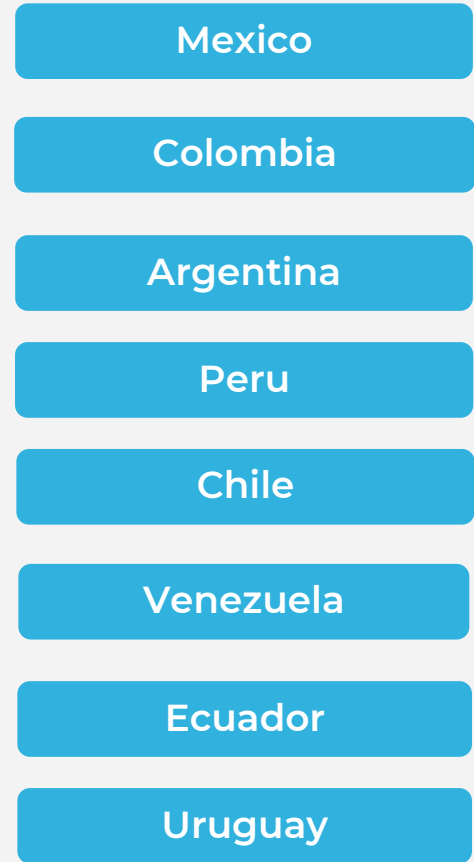 Mexico
Colombia
Argentina
Peru
Chile
Venezuela
Ecuador
Uruguay